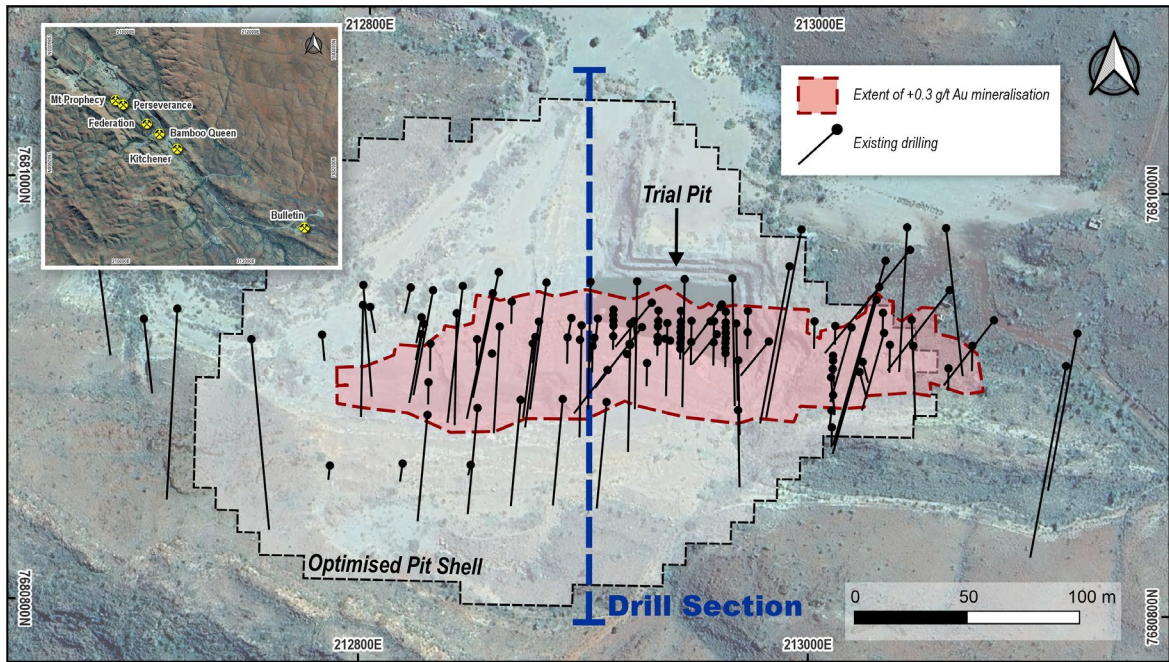 212800E
213000E
Mt Prophecy
Perseverance
Federation
Bamboo Queen
Kitchener
Bulletin
Extent of +0.3 g/t Au mineralisation
Existing drilling
7681000N
7681000N
Trial Pit
Optimised Pit Shell
Drill Section
7680800N
7680800N
0
50
100 m
212800E
213000E